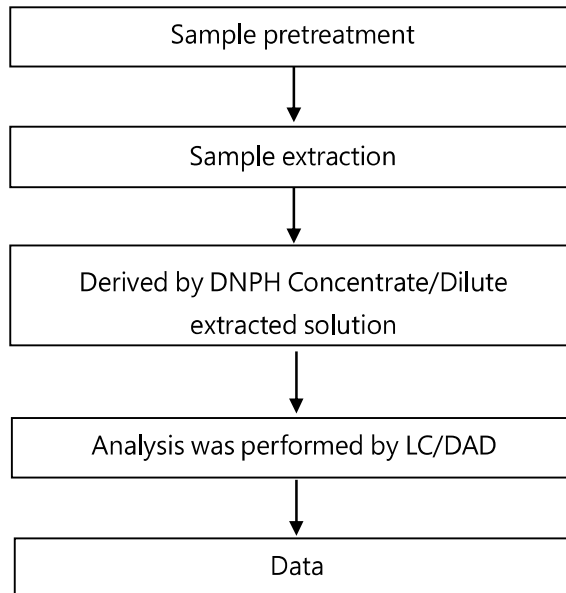 Sample pretreatment
Sample extraction
Derived by DNPH Concentrate/Dilute
extracted solution
Analysis was performed by LC/DAD
Data